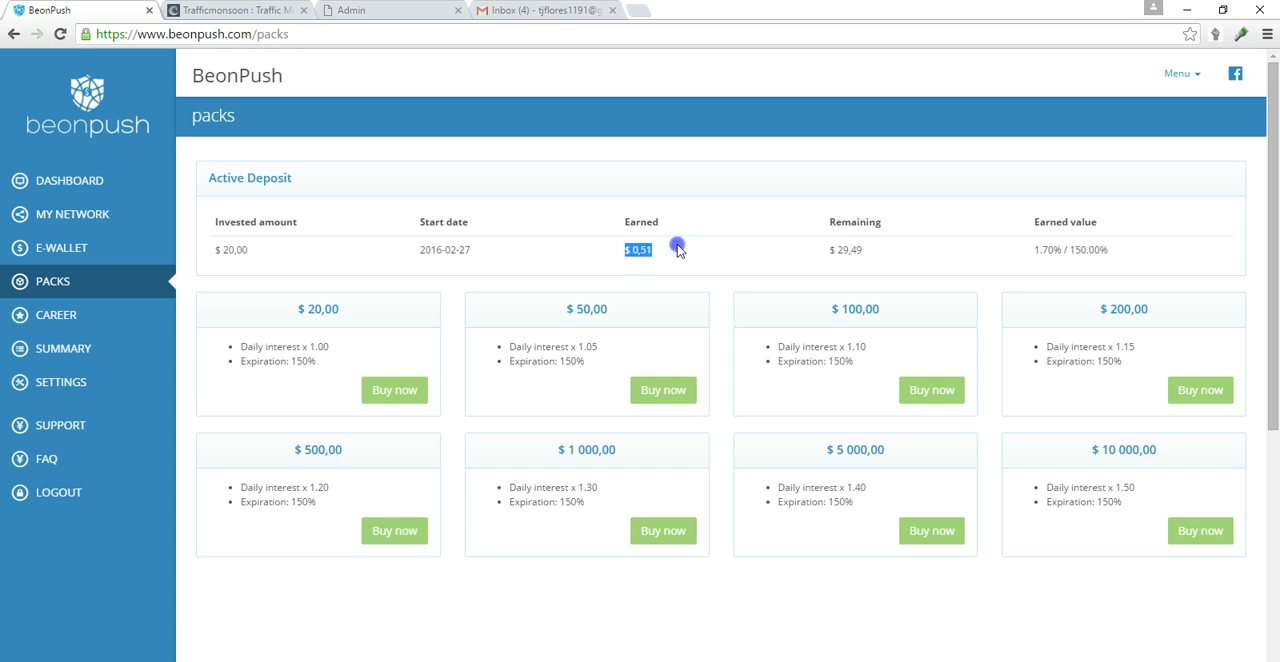 BeonPush
Trafficmonsoon : Traffic M
Admin
Inbox (4) - tjflores1191@g
https://www.beonpush.com/packs
beonpush
DASHBOARD
MY NETWORK
E-WALLET
PACKS
CAREER
SUMMARY
SETTINGS
SUPPORT
FAQ
LOGOUT
BeonPush
Menu
packs
Active Deposit
Invested amount Start date Earned Remaining Earned value
$ 20,00 2016-02-27 $ 0,51 $ 29,49 1.70% / 150.00%
$ 20,00
Daily interest x 1.00
Expiration: 150%
Buy now
$ 50,00
Daily interest x 1.05
Expiration: 150%
Buy now
$ 100,00
Daily interest x 1.10
Expiration: 150%
Buy now
$ 200,00
Daily interest x 1.15
Expiration: 150%
Buy now
$ 500,00
Daily interest x 1.20
Expiration: 150%
Buy now
$ 1 000,00
Daily interest x 1.30
Expiration: 150%
Buy now
$ 5 000,00
Daily interest x 1.40
Expiration: 150%
Buy now
$ 10 000,00
Daily interest x 1.50
Expiration: 150%
Buy now